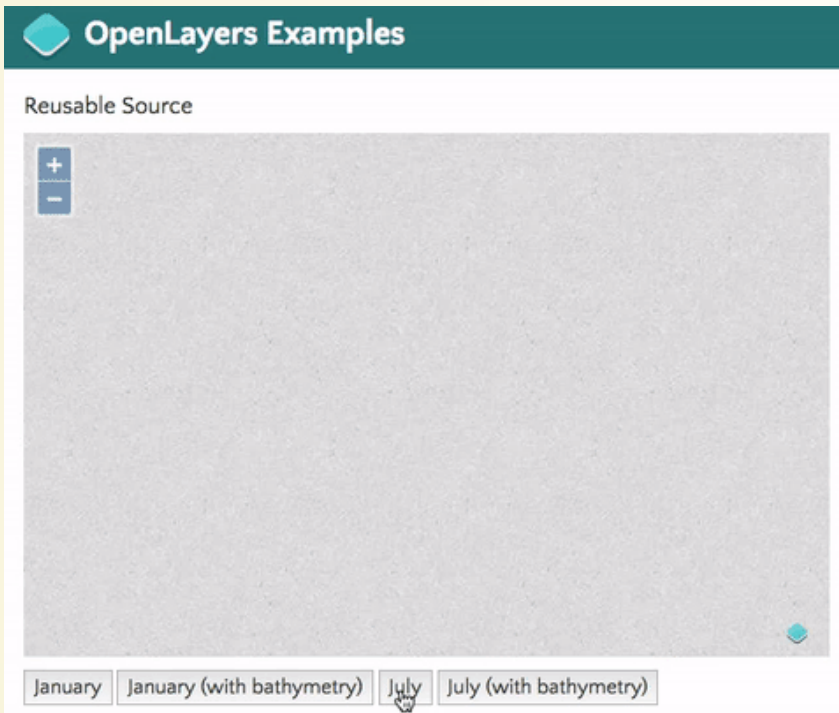 OpenLayers Examples
Reusable Source
+
−
January January (with bathymetry) July July (with bathymetry)